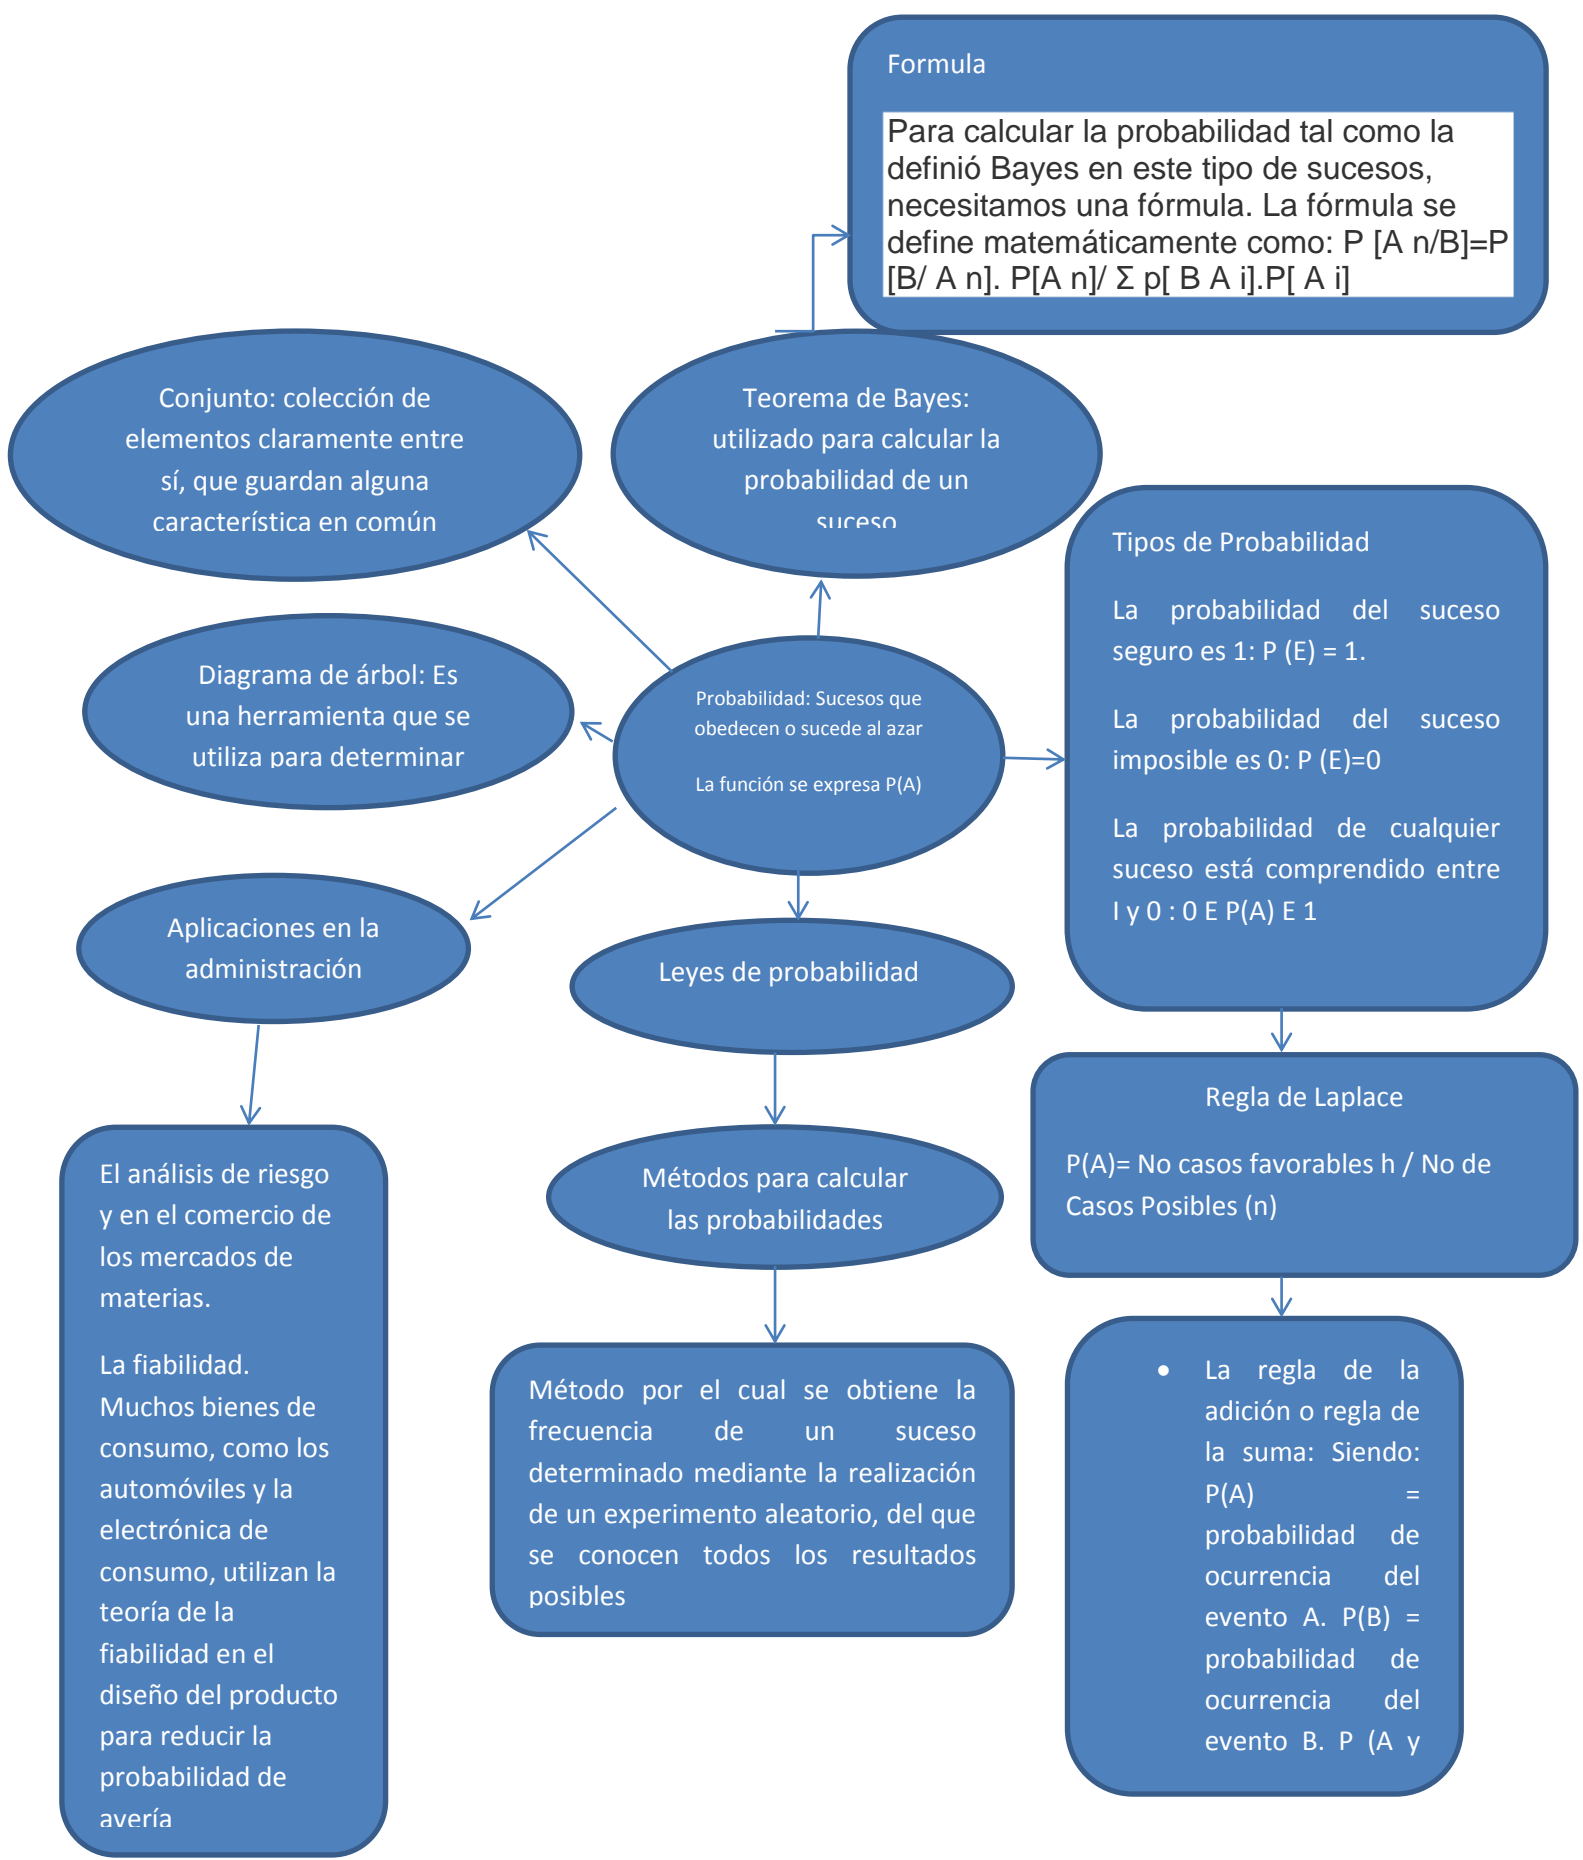 Formula
Para calcular la probabilidad tal como la
definió Bayes en este tipo de sucesos,
necesitamos una fórmula. La fórmula se
define matemáticamente como: P [A n/B]=P
[B/ A n]. P[A n]/ Σ p[ B A i].P[ A i]
Conjunto: colección de
elementos claramente entre
sí, que guardan alguna
característica en común
Teorema de Bayes:
utilizado para calcular la
probabilidad de un
suceso
Tipos de Probabilidad
La probabilidad del suceso
seguro es 1: P (E) = 1.
La probabilidad del suceso
imposible es 0: P (E)=0
La probabilidad de cualquier
suceso está comprendido entre
I y 0 : 0 E P(A) E 1
Diagrama de árbol: Es
una herramienta que se
utiliza para determinar
Probabilidad: Sucesos que
obedecen o sucede al azar
La función se expresa P(A)
Aplicaciones en la
administración
Leyes de probabilidad
Regla de Laplace
P(A)= No casos favorables h / No de
Casos Posibles (n)
Métodos para calcular
las probabilidades
El análisis de riesgo
y en el comercio de
los mercados de
materias.
La fiabilidad.
Muchos bienes de
consumo, como los
automóviles y la
electrónica de
consumo, utilizan la
teoría de la
fiabilidad en el
diseño del producto
para reducir la
probabilidad de
avería
Método por el cual se obtiene la
frecuencia de un suceso
determinado mediante la realización
de un experimento aleatorio, del que
se conocen todos los resultados
posibles
• La regla de la
adición o regla de
la suma: Siendo:
P(A) =
probabilidad de
ocurrencia del
evento A. P(B) =
probabilidad de
ocurrencia del
evento B. P (A y